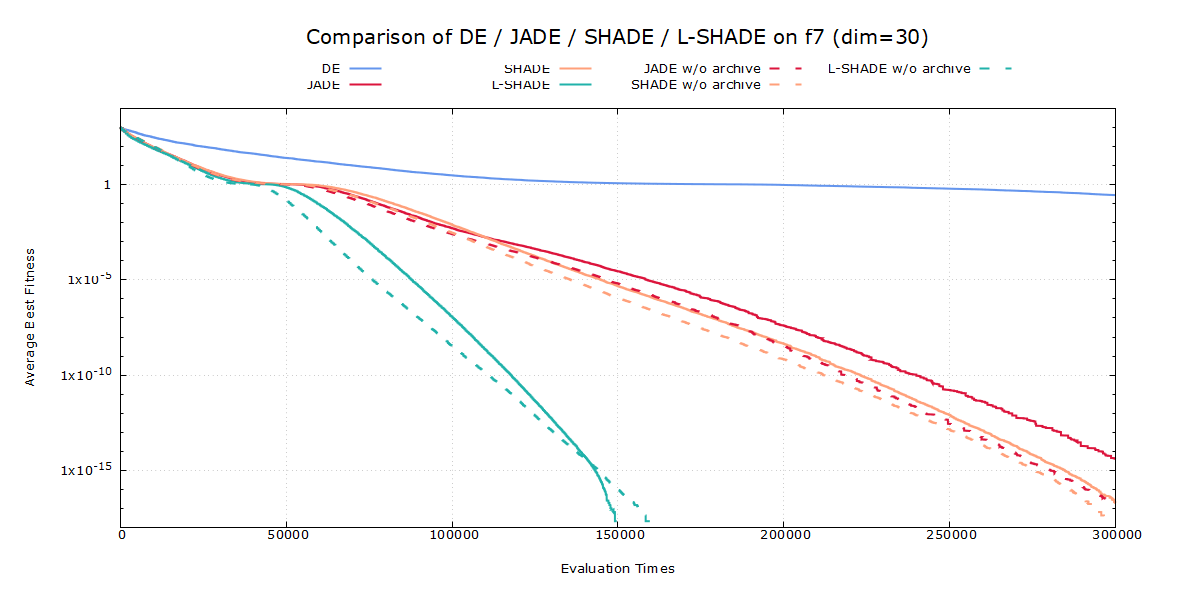 Comparison of DE / JADE / SHADE / L-SHADE on f7 (dim=30)
DE SHADE JADE w/o archive L-SHADE w/o archive
JADE L-SHADE SHADE w/o archive
1
1x10^-5
1x10^-10
1x10^-15
Average Best Fitness
0 50000 100000 150000 200000 250000 300000
Evaluation Times